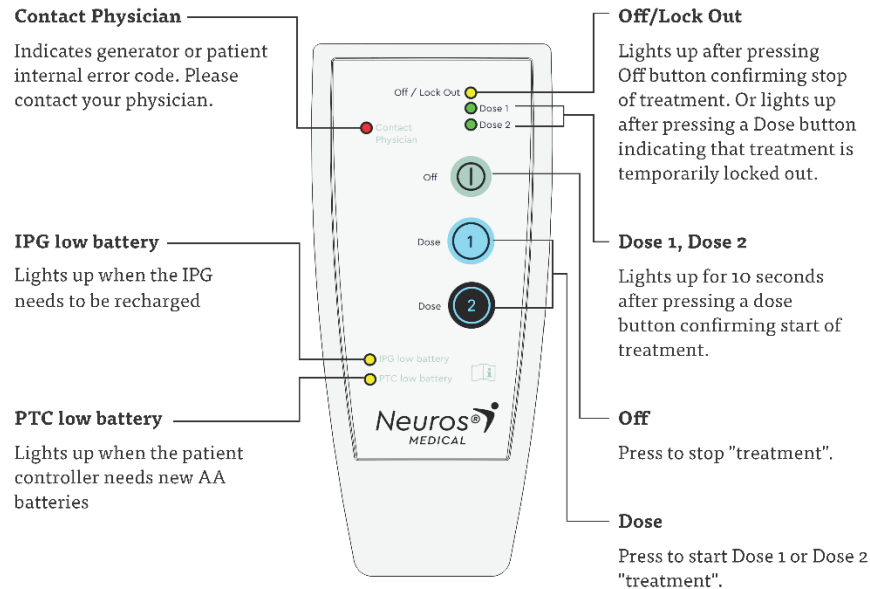 Contact Physician
Indicates generator or patient
internal error code. Please
contact your physician.
IPG low battery
Lights up when the IPG
needs to be recharged
PTC low battery
Lights up when the patient
controller needs new AA
batteries
Off / Lock Out
Dose 1
Dose 2
Contact
Physician
Off
Dose
1
Dose
2
IPG low battery
PTC low battery
Neuros®
MEDICAL
Off/Lock Out
Lights up after pressing
Off button confirming stop
of treatment. Or lights up
after pressing a Dose button
indicating that treatment is
temporarily locked out.
Dose 1, Dose 2
Lights up for 10 seconds
after pressing a dose
button confirming start of
treatment.
Off
Press to stop "treatment".
Dose
Press to start Dose 1 or Dose 2
"treatment".